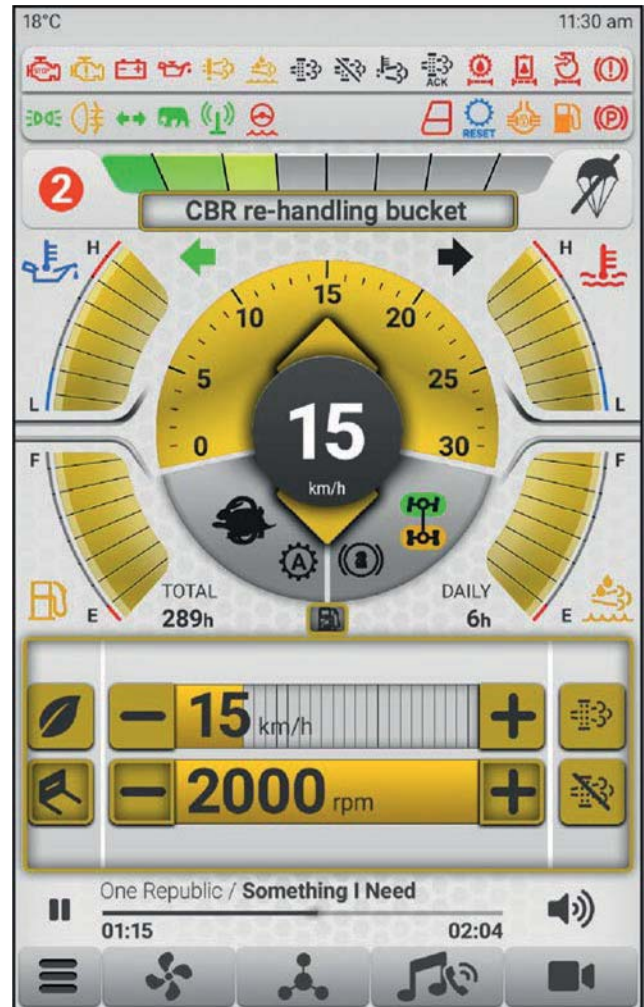 18°C 11:30 am
STOP
ACK
RESET
2
CBR re-handling bucket
H H
15
10 20
5 25
L L
0 30
15
km/h
F F
A a
TOTAL DAILY
289h 6h
E E
15 km/h
2000 rpm
One Republic / Something I Need
01:15 02:04